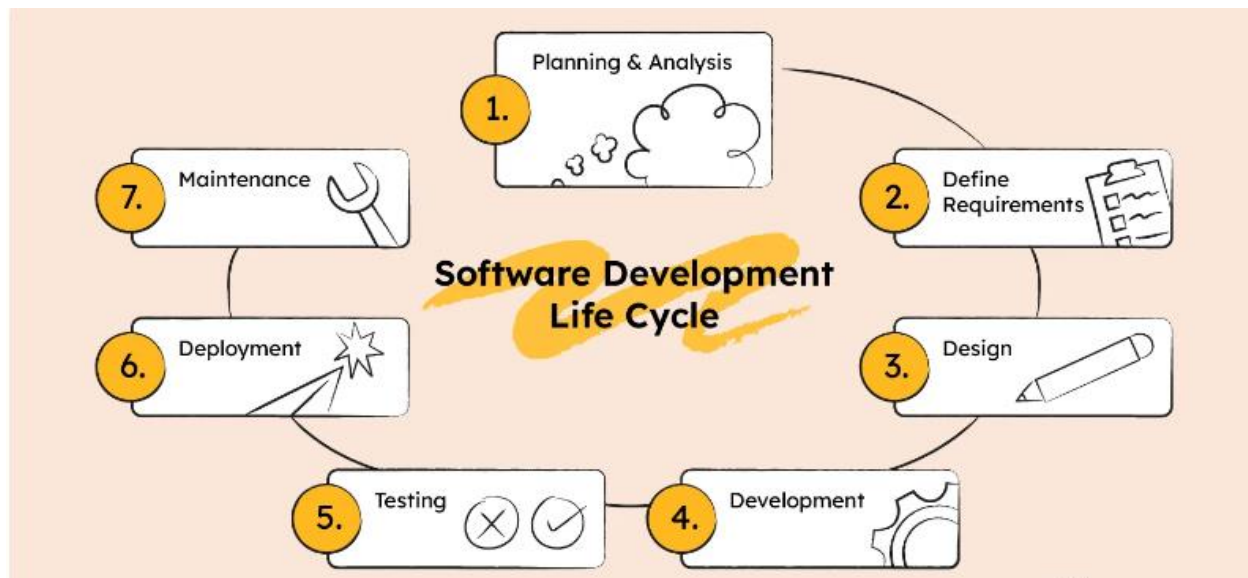 1.
Planning & Analysis
2.
Define
Requirements
3.
Design
4.
Development
5.
Testing
6.
Deployment
7.
Maintenance
Software Development
Life Cycle